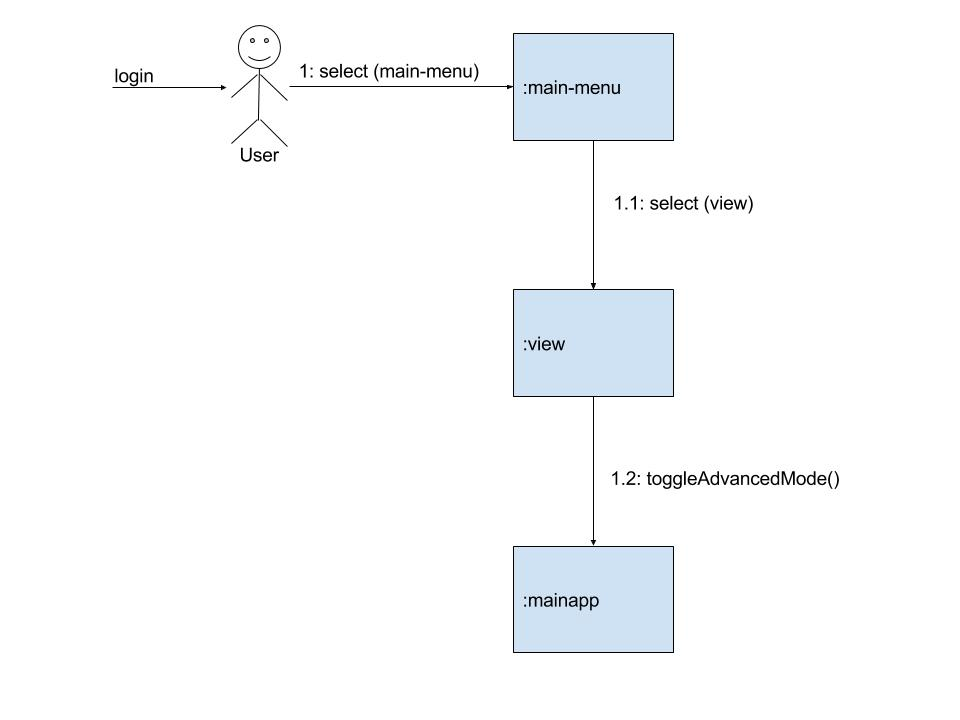 login
1: select (main-menu)
:main-menu
User
1.1: select (view)
:view
1.2: toggleAdvancedMode()
:mainapp